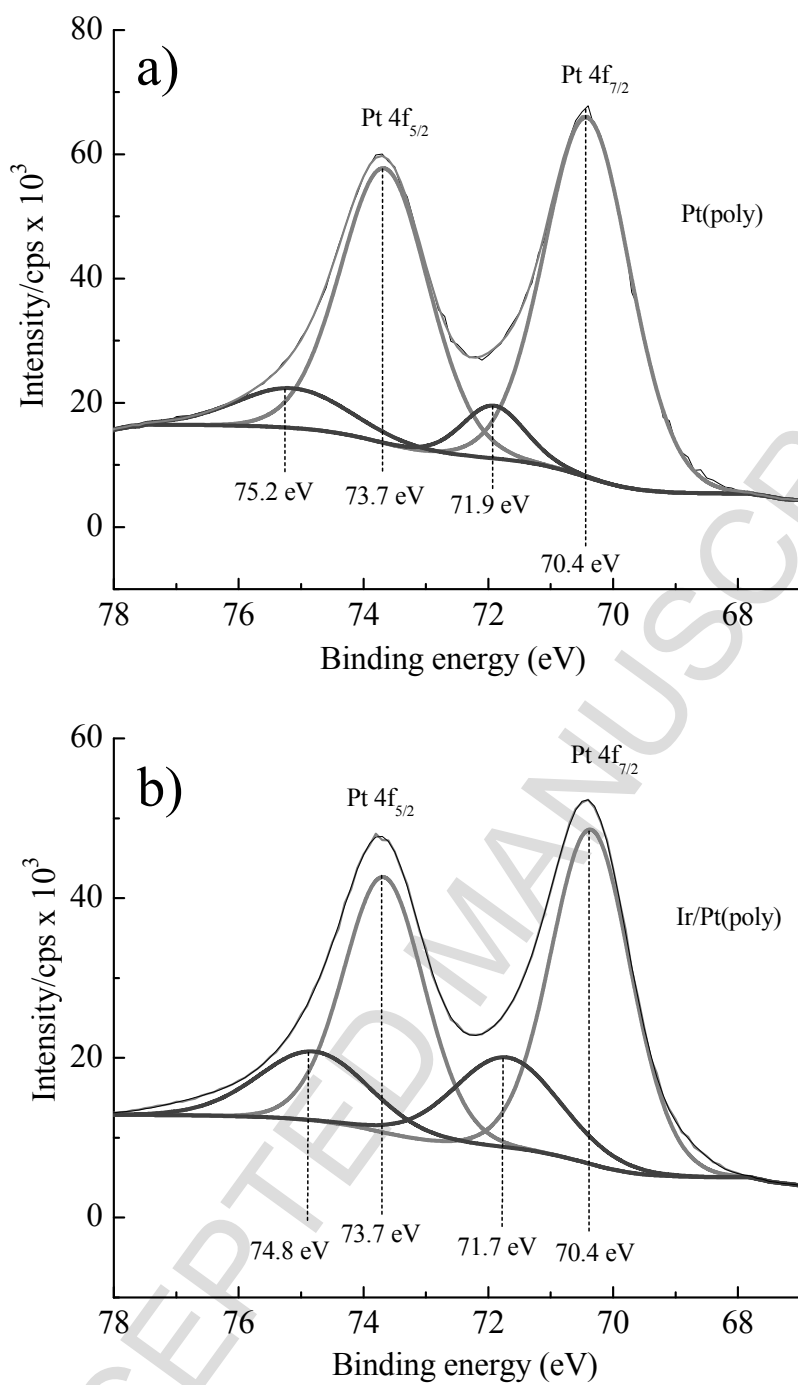 a)
80
60
40
20
0
Intensity/cps x 10³
Pt 4f₅/₂
Pt 4f₇/₂
Pt(poly)
75.2 eV
73.7 eV
71.9 eV
70.4 eV
78 76 74 72 70 68
Binding energy (eV)
b)
60
40
20
0
Intensity/cps x 10³
Pt 4f₅/₂
Pt 4f₇/₂
Ir/Pt(poly)
74.8 eV
73.7 eV
71.7 eV
70.4 eV
78 76 74 72 70 68
Binding energy (eV)
CEPTED MANUSCR